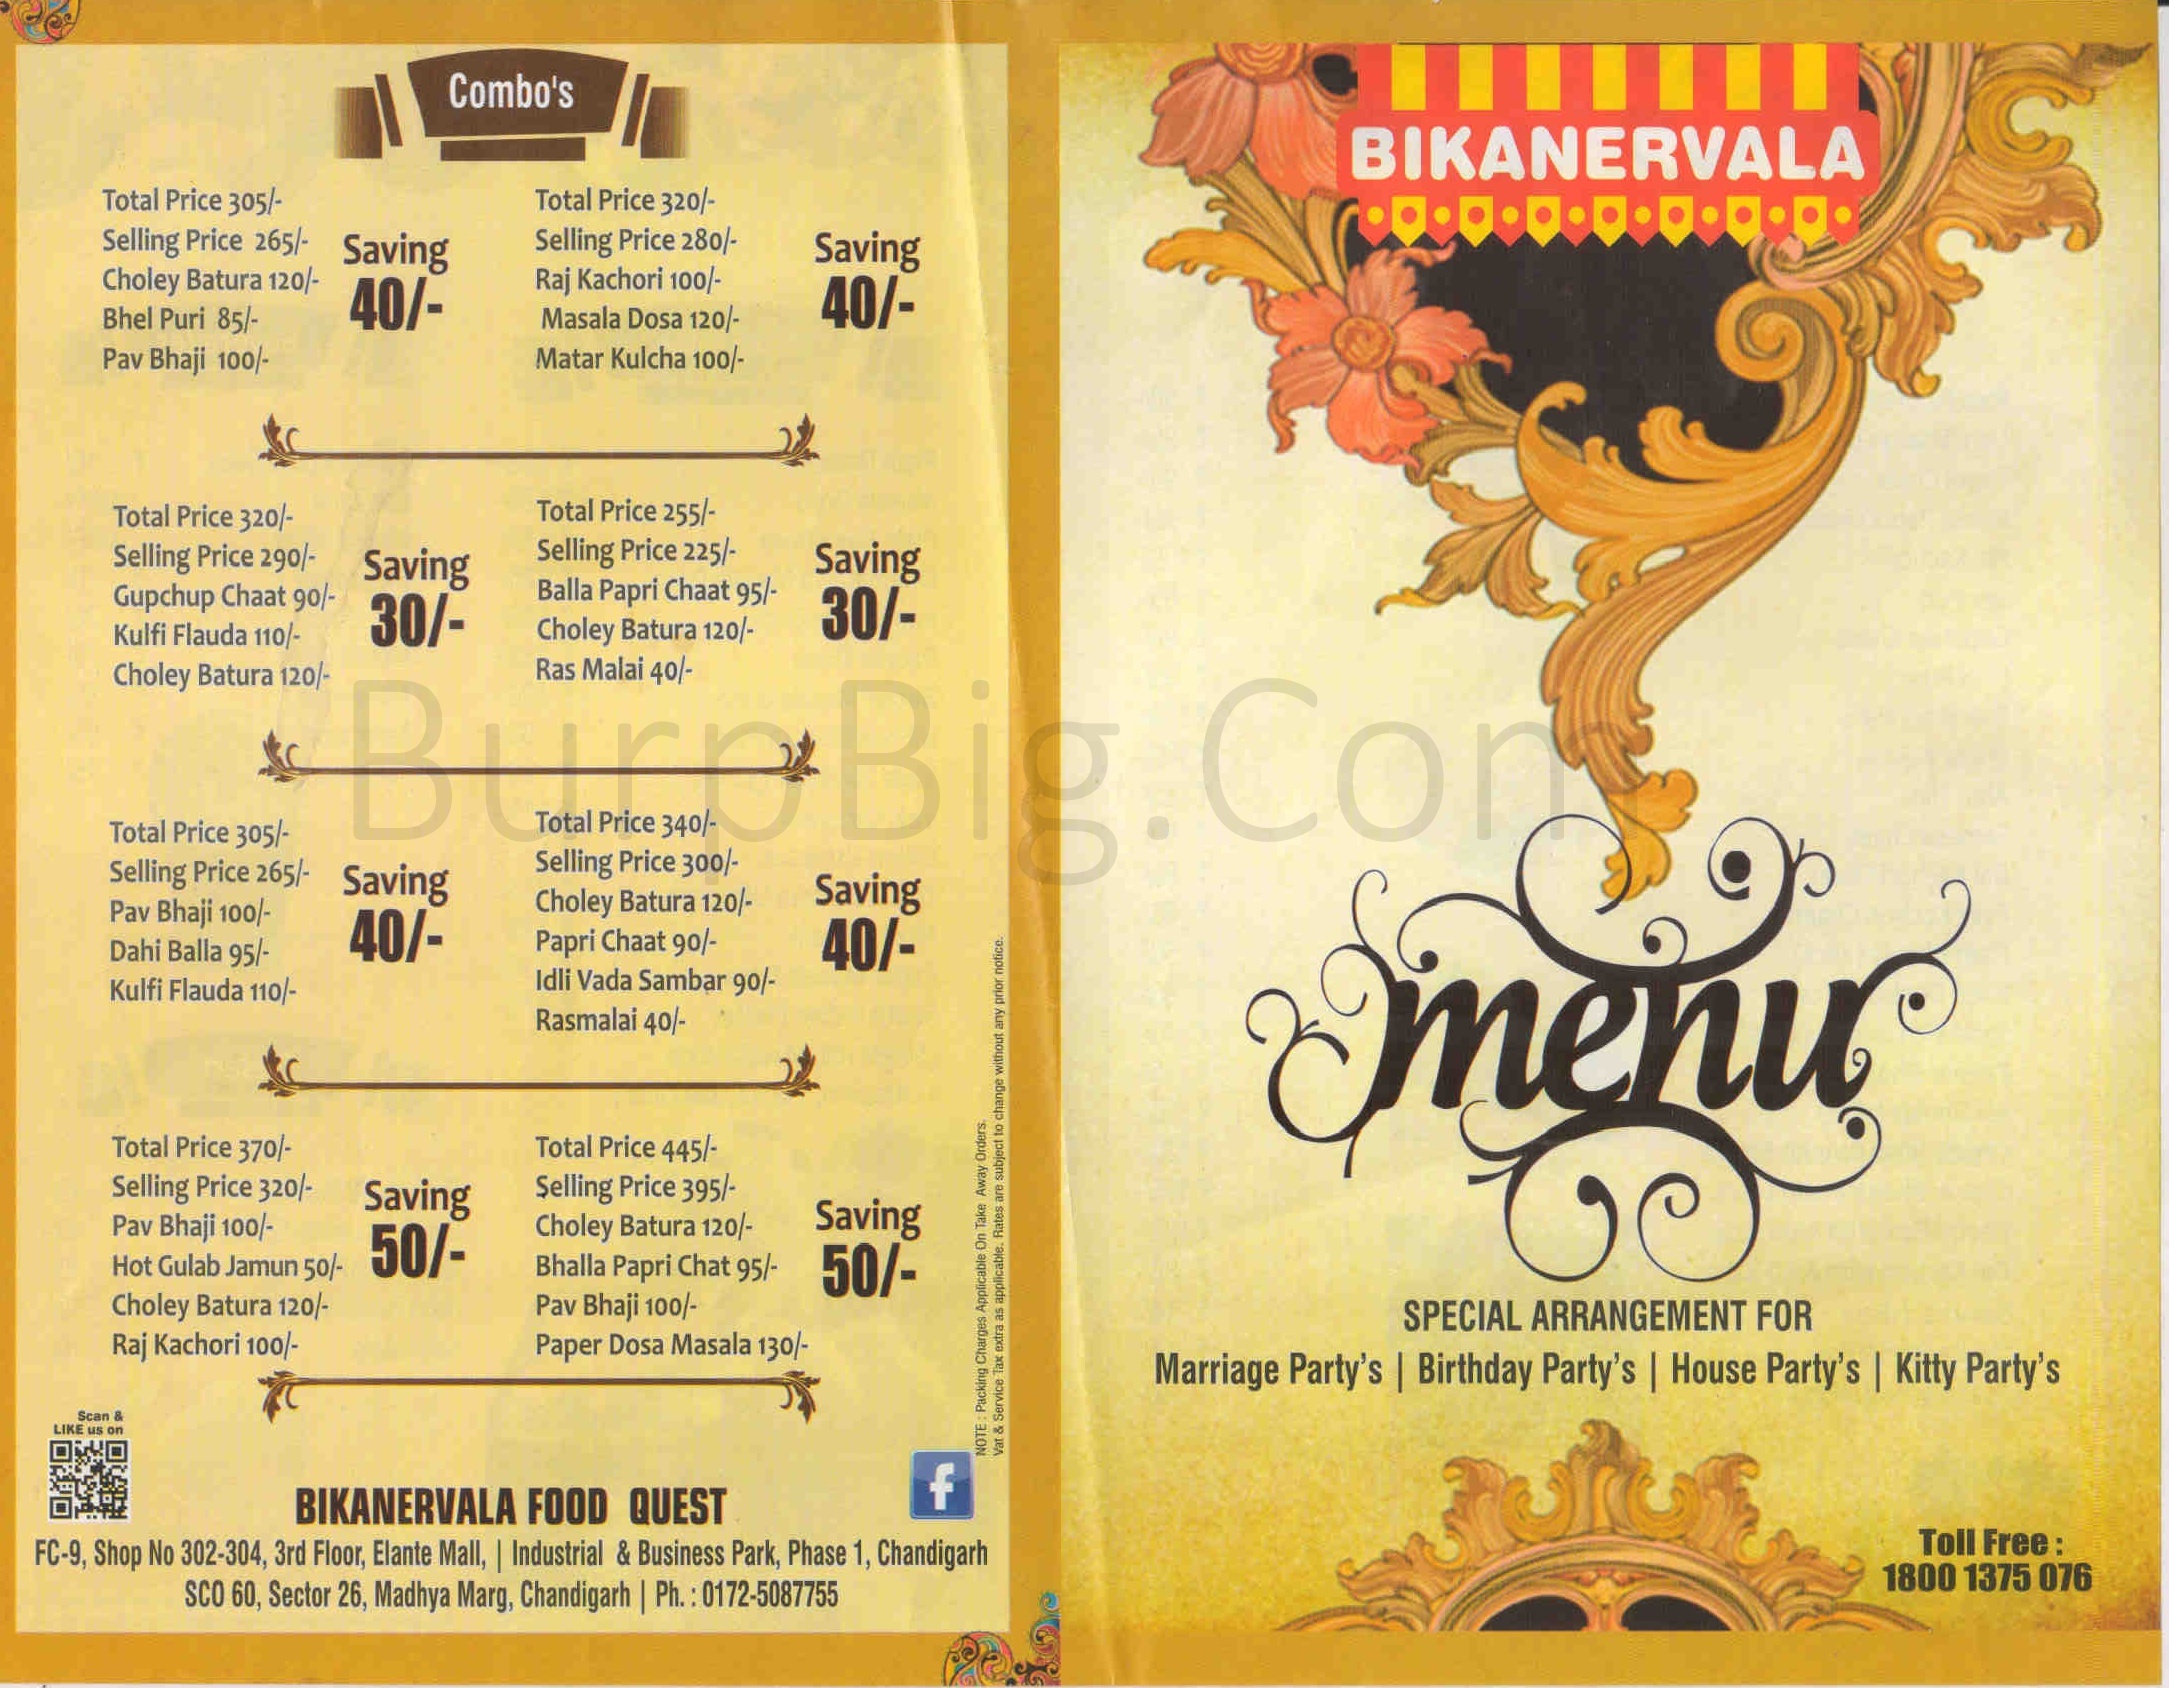 Combo's
Total Price 305/-
Selling Price 265/-
Choley Batura 120/-
Bhel Puri 85/-
Pav Bhaji 100/-
Saving
40/-
Total Price 320/-
Selling Price 280/-
Raj Kachori 100/-
Masala Dosa 120/-
Matar Kulcha 100/-
Saving
40/-
Total Price 320/-
Selling Price 290/-
Gupchup Chaat 90/-
Kulfi Flauda 110/-
Choley Batura 120/-
Saving
30/-
Total Price 255/-
Selling Price 225/-
Balla Papri Chaat 95/-
Choley Batura 120/-
Ras Malai 40/-
Saving
30/-
Total Price 305/-
Selling Price 265/-
Pav Bhaji 100/-
Dahi Balla 95/-
Kulfi Flauda 110/-
Saving
40/-
Total Price 340/-
Selling Price 300/-
Choley Batura 120/-
Papri Chaat 90/-
Idli Vada Sambar 90/-
Rasmalai 40/-
Saving
40/-
Total Price 370/-
Selling Price 320/-
Pav Bhaji 100/-
Hot Gulab Jamun 50/-
Choley Batura 120/-
Raj Kachori 100/-
Saving
50/-
Total Price 445/-
Selling Price 395/-
Choley Batura 120/-
Bhalla Papri Chat 95/-
Pav Bhaji 100/-
Paper Dosa Masala 130/-
Saving
50/-
NOTE : Packing Charges Applicable On Take Away Orders.
Vat & Service Tax extra as applicable. Rates are subject to change without any prior notice.
Scan &
LIKE us on
f
BIKANERVALA FOOD QUEST
FC-9, Shop No 302-304, 3rd Floor, Elante Mall, | Industrial & Business Park, Phase 1, Chandigarh
SCO 60, Sector 26, Madhya Marg, Chandigarh | Ph. : 0172-5087755
BIKANERVALA
menu
SPECIAL ARRANGEMENT FOR
Marriage Party's | Birthday Party's | House Party's | Kitty Party's
Toll Free :
1800 1375 076
BurpBig.Com